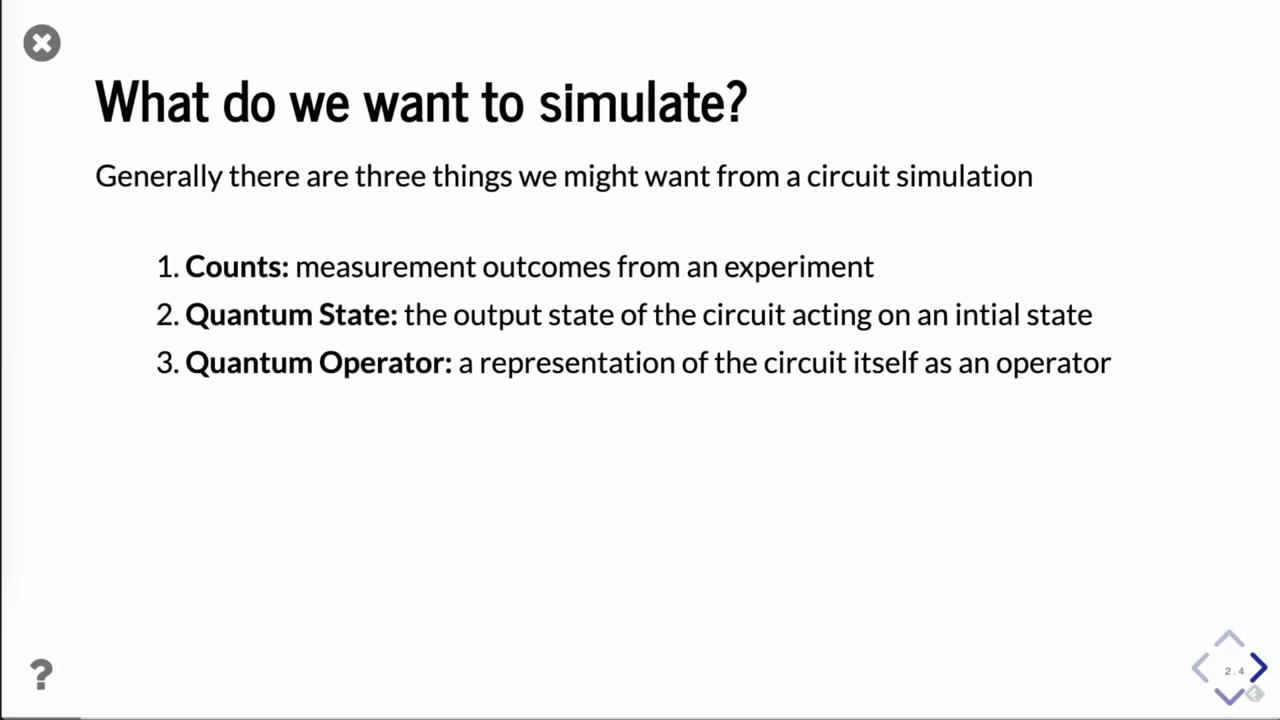 What do we want to simulate?
Generally there are three things we might want from a circuit simulation
1. Counts: measurement outcomes from an experiment
2. Quantum State: the output state of the circuit acting on an intial state
3. Quantum Operator: a representation of the circuit itself as an operator
?
2.4